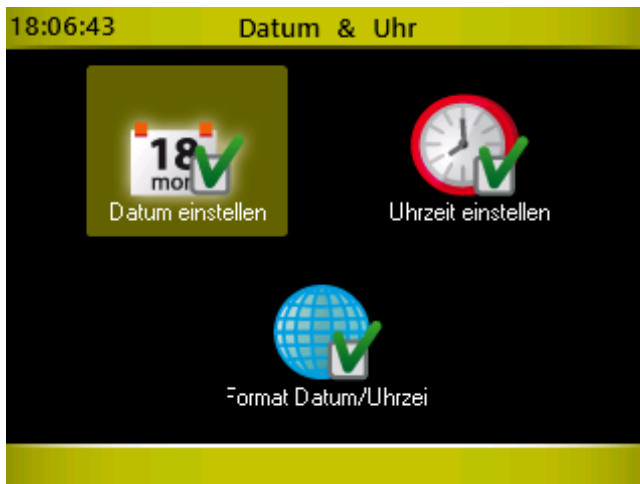 18:06:43 Datum & Uhr
18
mon
Datum einstellen
Uhrzeit einstellen
Format Datum/Uhrzei